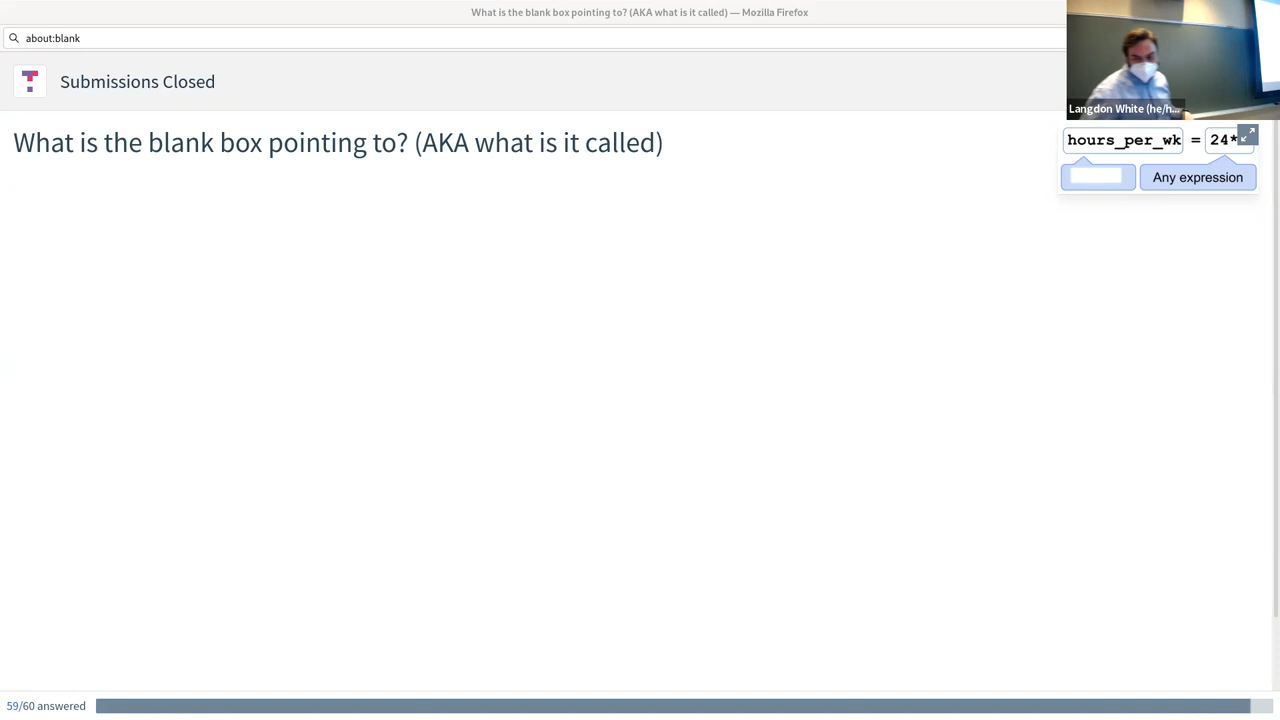 What is the blank box pointing to? (AKA what is it called) — Mozilla Firefox
about:blank
Submissions Closed
Langdon White (he/h...
What is the blank box pointing to? (AKA what is it called)
hours_per_wk = 24*
Any expression
59/60 answered